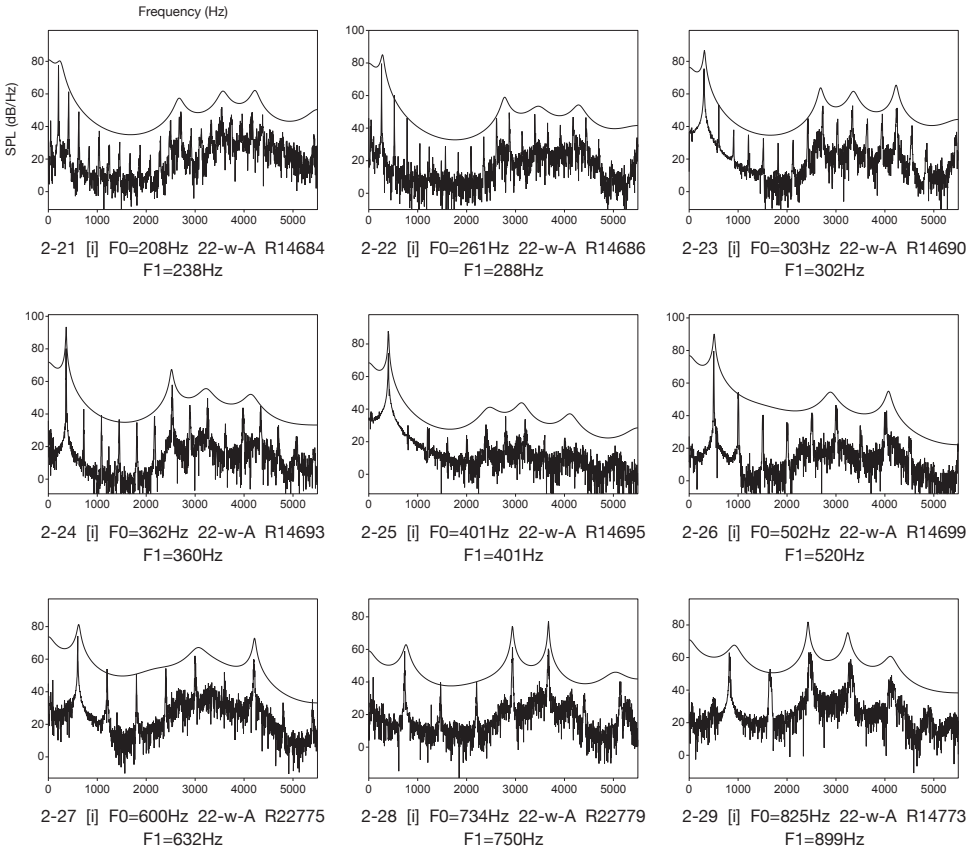 Frequency (Hz)
SPL (dB/Hz)
80
60
40
20
0
0 1000 2000 3000 4000 5000
100
80
60
40
20
0
0 1000 2000 3000 4000 5000
80
60
40
20
0
0 1000 2000 3000 4000 5000
2-21 [i] F0=208Hz 22-w-A R14684
F1=238Hz
2-22 [i] F0=261Hz 22-w-A R14686
F1=288Hz
2-23 [i] F0=303Hz 22-w-A R14690
F1=302Hz
100
80
60
40
20
0
0 1000 2000 3000 4000 5000
80
60
40
20
0
0 1000 2000 3000 4000 5000
100
80
60
40
20
0
0 1000 2000 3000 4000 5000
2-24 [i] F0=362Hz 22-w-A R14693
F1=360Hz
2-25 [i] F0=401Hz 22-w-A R14695
F1=401Hz
2-26 [i] F0=502Hz 22-w-A R14699
F1=520Hz
80
60
40
20
0
0 1000 2000 3000 4000 5000
80
60
40
20
0
0 1000 2000 3000 4000 5000
80
60
40
20
0
0 1000 2000 3000 4000 5000
2-27 [i] F0=600Hz 22-w-A R22775
F1=632Hz
2-28 [i] F0=734Hz 22-w-A R22779
F1=750Hz
2-29 [i] F0=825Hz 22-w-A R14773
F1=899Hz